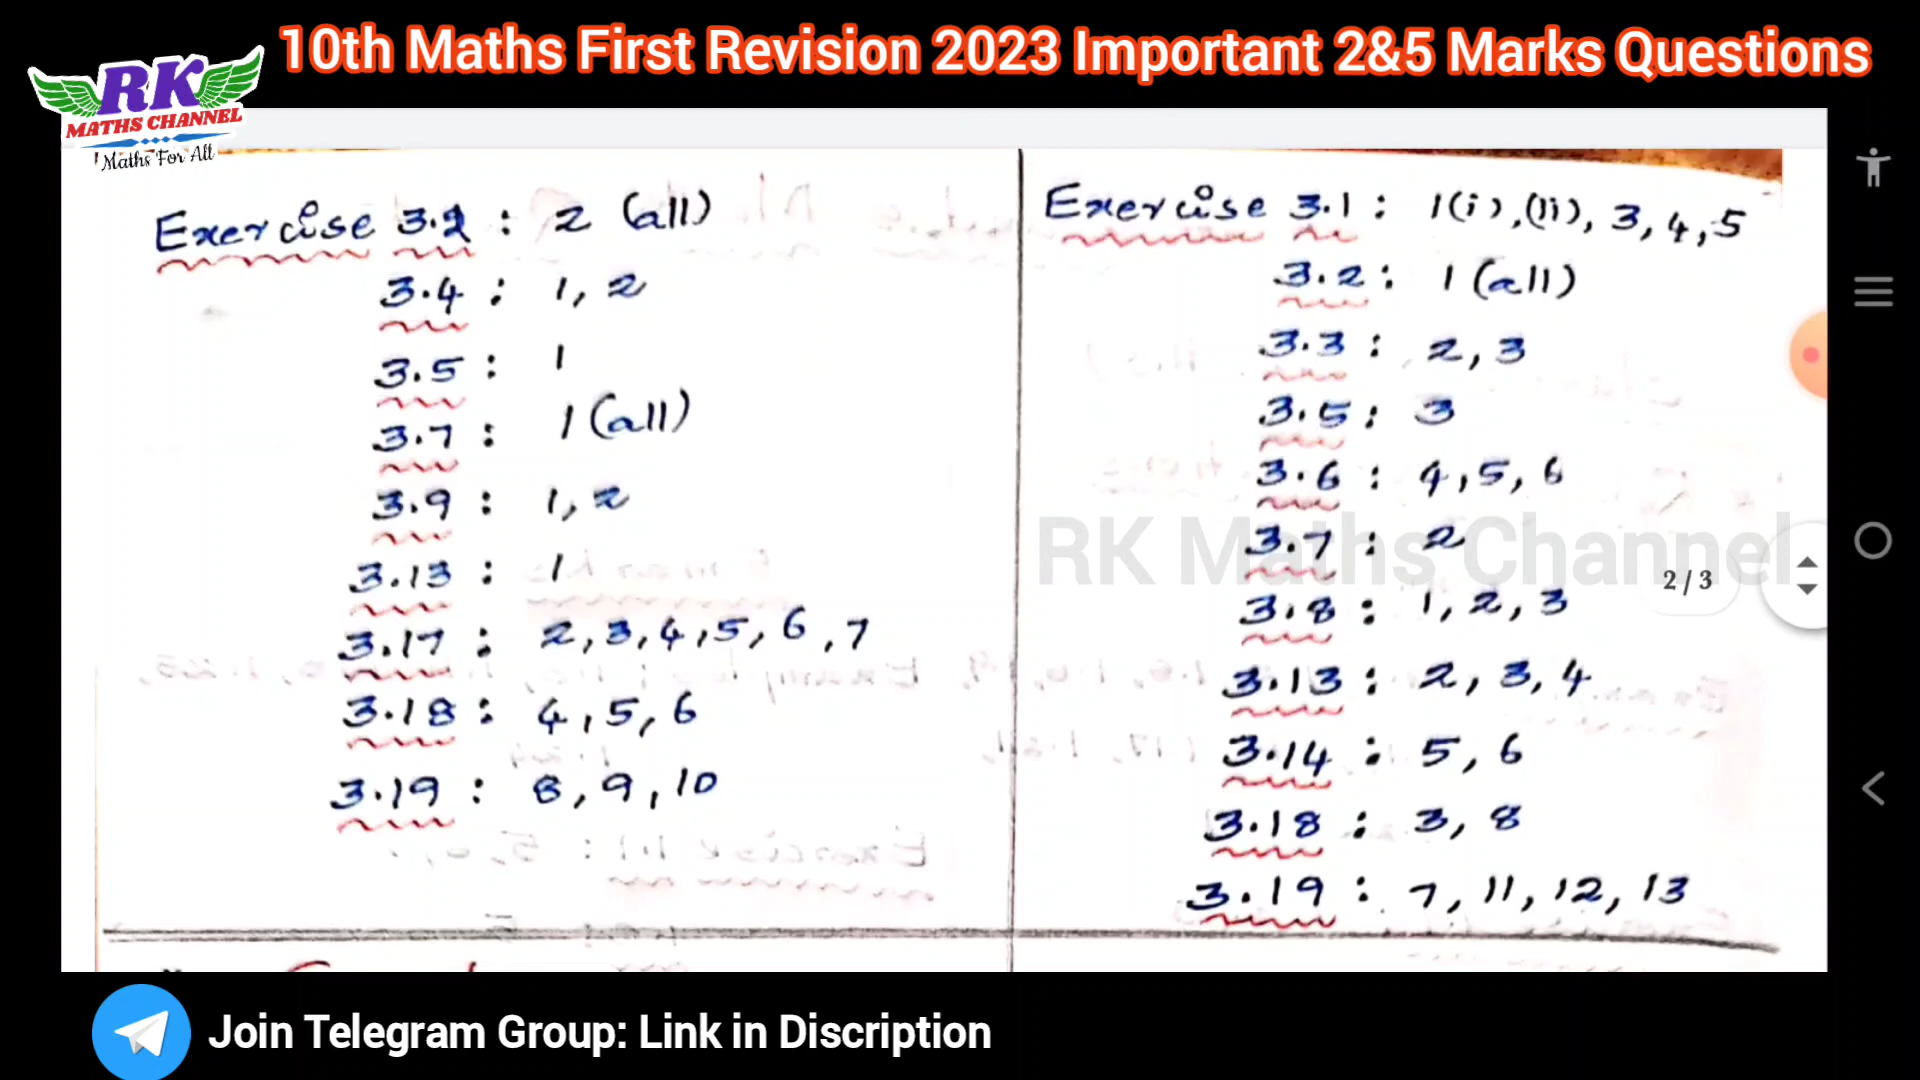 10th Maths First Revision 2023 Important 2&5 Marks Questions
RK
MATHS CHANNEL
Maths For All
Exercise 3.2 : 2 (all)
3.4 : 1, 2
3.5 : 1
3.7 : 1 (all)
3.9 : 1, 2
3.13 : 1
3.17 : 2, 3, 4, 5, 6, 7
3.18 : 4, 5, 6
3.19 : 8, 9, 10
Exercise 3.1 : 1(i), (ii), 3, 4, 5
3.2 : 1 (all)
3.3 : 2, 3
3.5 : 3
3.6 : 4, 5, 6
3.7 : 2
3.8 : 1, 2, 3
3.13 : 2, 3, 4
3.14 : 5, 6
3.18 : 3, 8
3.19 : 7, 11, 12, 13
RK Maths Channel
2 / 3
Join Telegram Group: Link in Discription